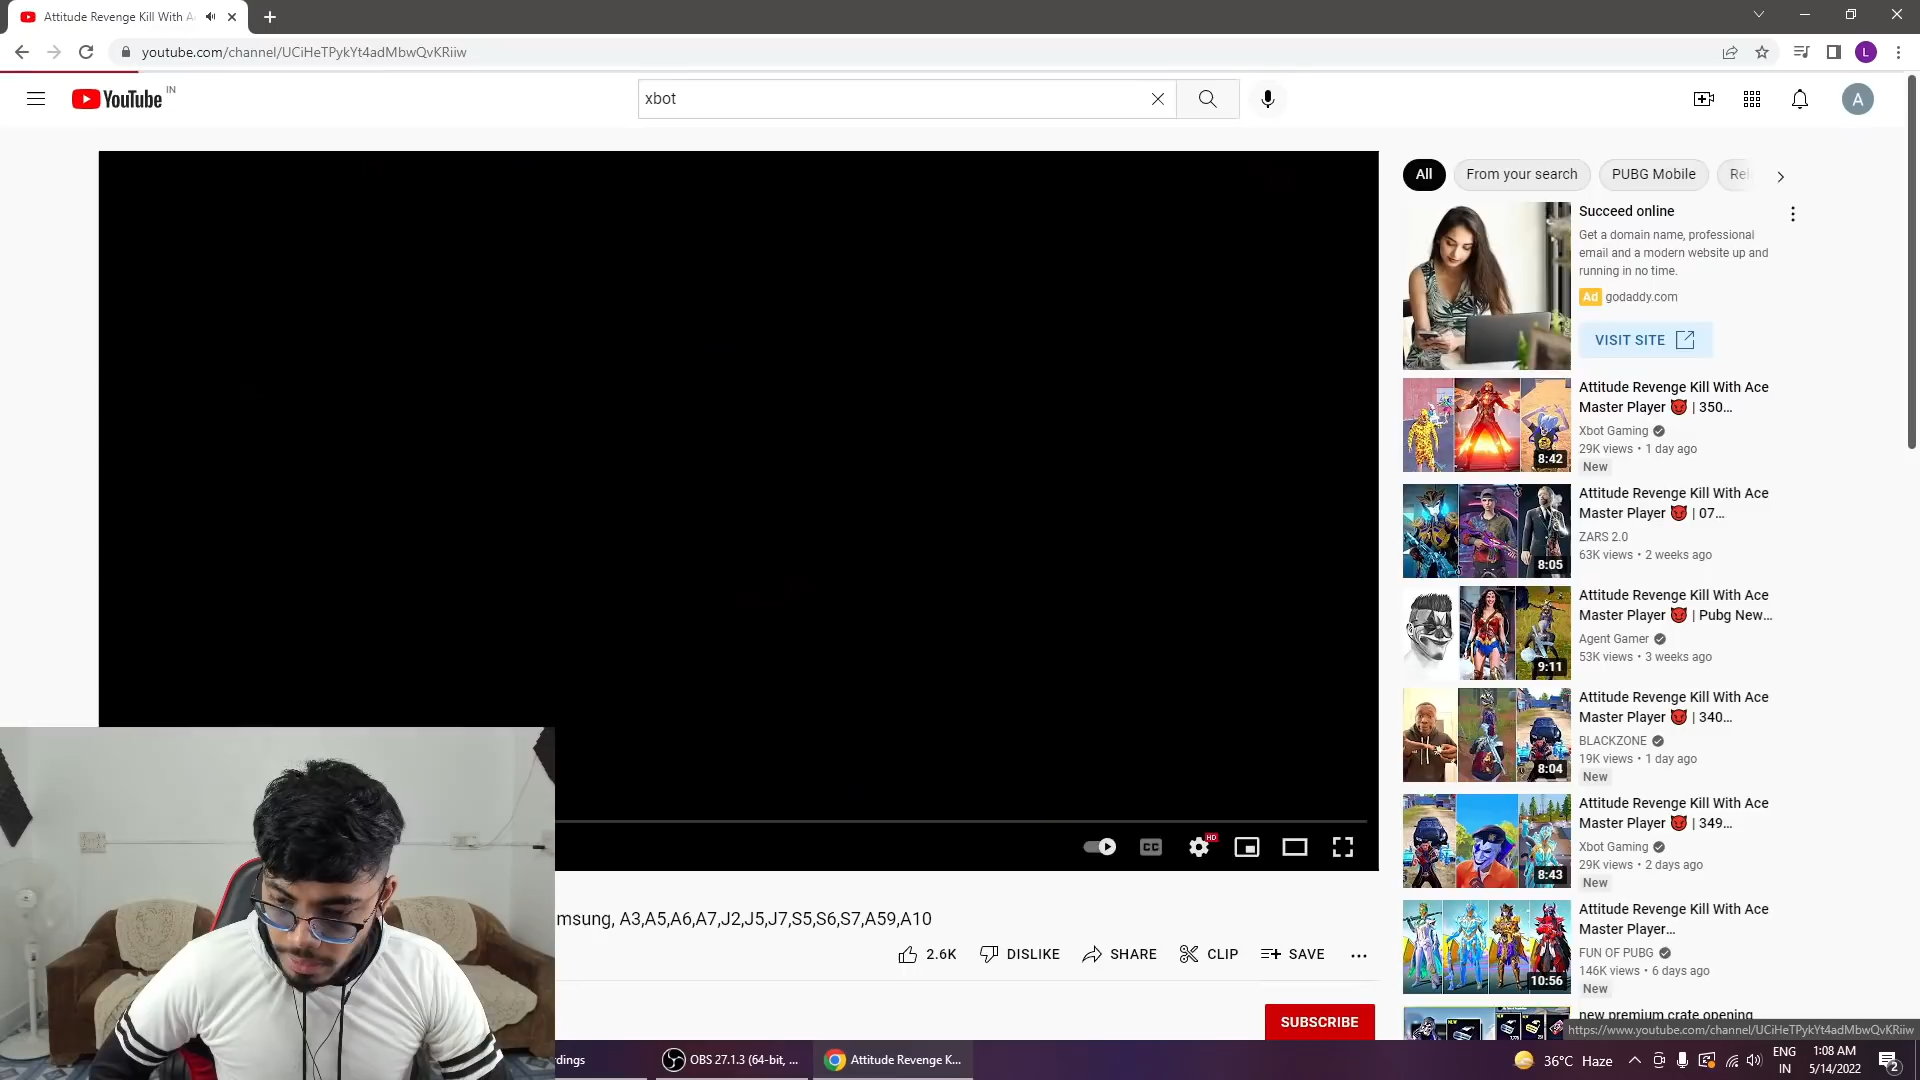 Attitude Revenge Kill With A
youtube.com/channel/UCiHeTPykYt4adMbwQvKRiiw
L
YouTube IN
xbot
A
All
From your search
PUBG Mobile
Rel
Succeed online
Get a domain name, professional
email and a modern website up and
running in no time.
Ad godaddy.com
VISIT SITE
Attitude Revenge Kill With Ace
Master Player 😈 | 350...
Xbot Gaming
29K views • 1 day ago
New
8:42
Attitude Revenge Kill With Ace
Master Player 😈 | 07...
ZARS 2.0
63K views • 2 weeks ago
8:05
Attitude Revenge Kill With Ace
Master Player 😈 | Pubg New...
Agent Gamer
53K views • 3 weeks ago
9:11
Attitude Revenge Kill With Ace
Master Player 😈 | 340...
BLACKZONE
19K views • 1 day ago
New
8:04
Attitude Revenge Kill With Ace
Master Player 😈 | 349...
Xbot Gaming
29K views • 2 days ago
New
8:43
Attitude Revenge Kill With Ace
Master Player...
FUN OF PUBG
146K views • 6 days ago
New
10:56
new premium crate opening
https://www.youtube.com/channel/UCiHeTPykYt4adMbwQvKRiiw
CC
HD
msung, A3,A5,A6,A7,J2,J5,J7,S5,S6,S7,A59,A10
2.6K
DISLIKE
SHARE
CLIP
SAVE
SUBSCRIBE
dings
OBS 27.1.3 (64-bit, ...
Attitude Revenge K...
36°C Haze
ENG
IN
1:08 AM
5/14/2022
2